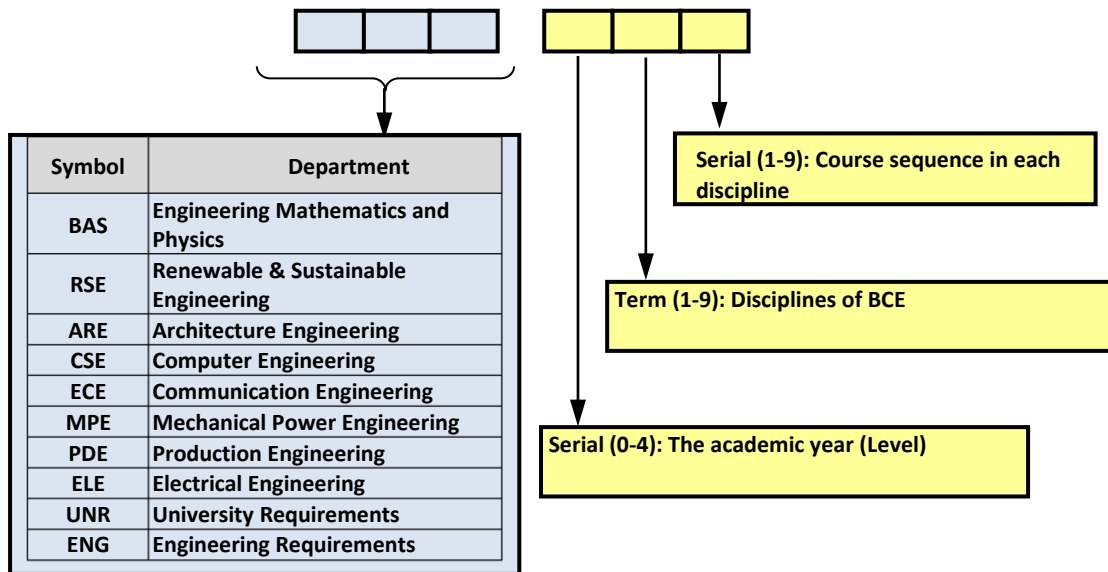 Symbol Department
BAS Engineering Mathematics and
Physics
RSE Renewable & Sustainable
Engineering
ARE Architecture Engineering
CSE Computer Engineering
ECE Communication Engineering
MPE Mechanical Power Engineering
PDE Production Engineering
ELE Electrical Engineering
UNR University Requirements
ENG Engineering Requirements
Serial (1-9): Course sequence in each
discipline
Term (1-9): Disciplines of BCE
Serial (0-4): The academic year (Level)